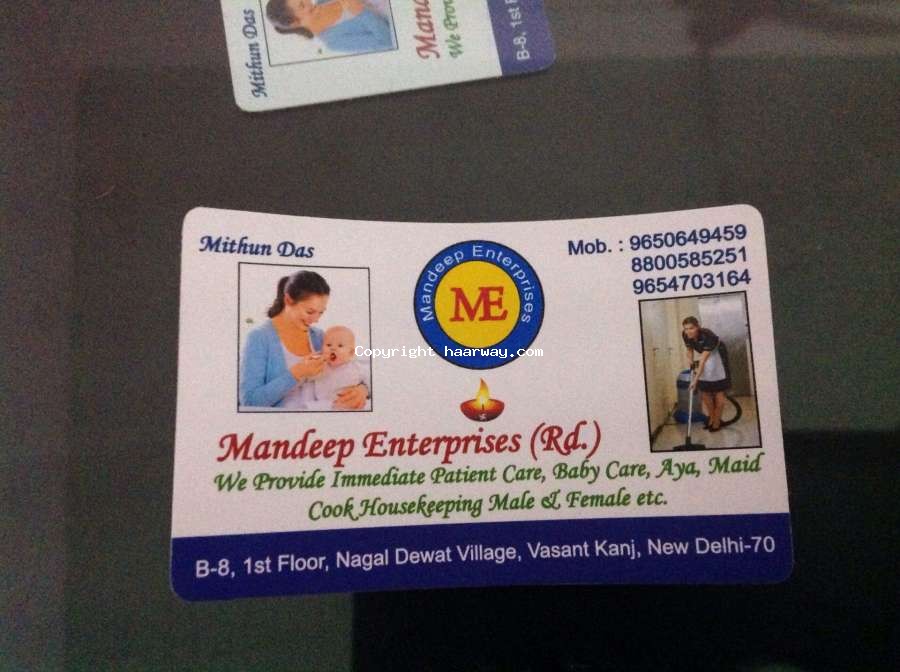 Mithun Das
Mand
We Prov
B-8, 1st F
Mithun Das
Mandeep Enterprises
ME
Mob. : 9650649459
8800585251
9654703164
Copyright haarway.com
Mandeep Enterprises (Rd.)
We Provide Immediate Patient Care, Baby Care, Aya, Maid
Cook Housekeeping Male & Female etc.
B-8, 1st Floor, Nagal Dewat Village, Vasant Kanj, New Delhi-70